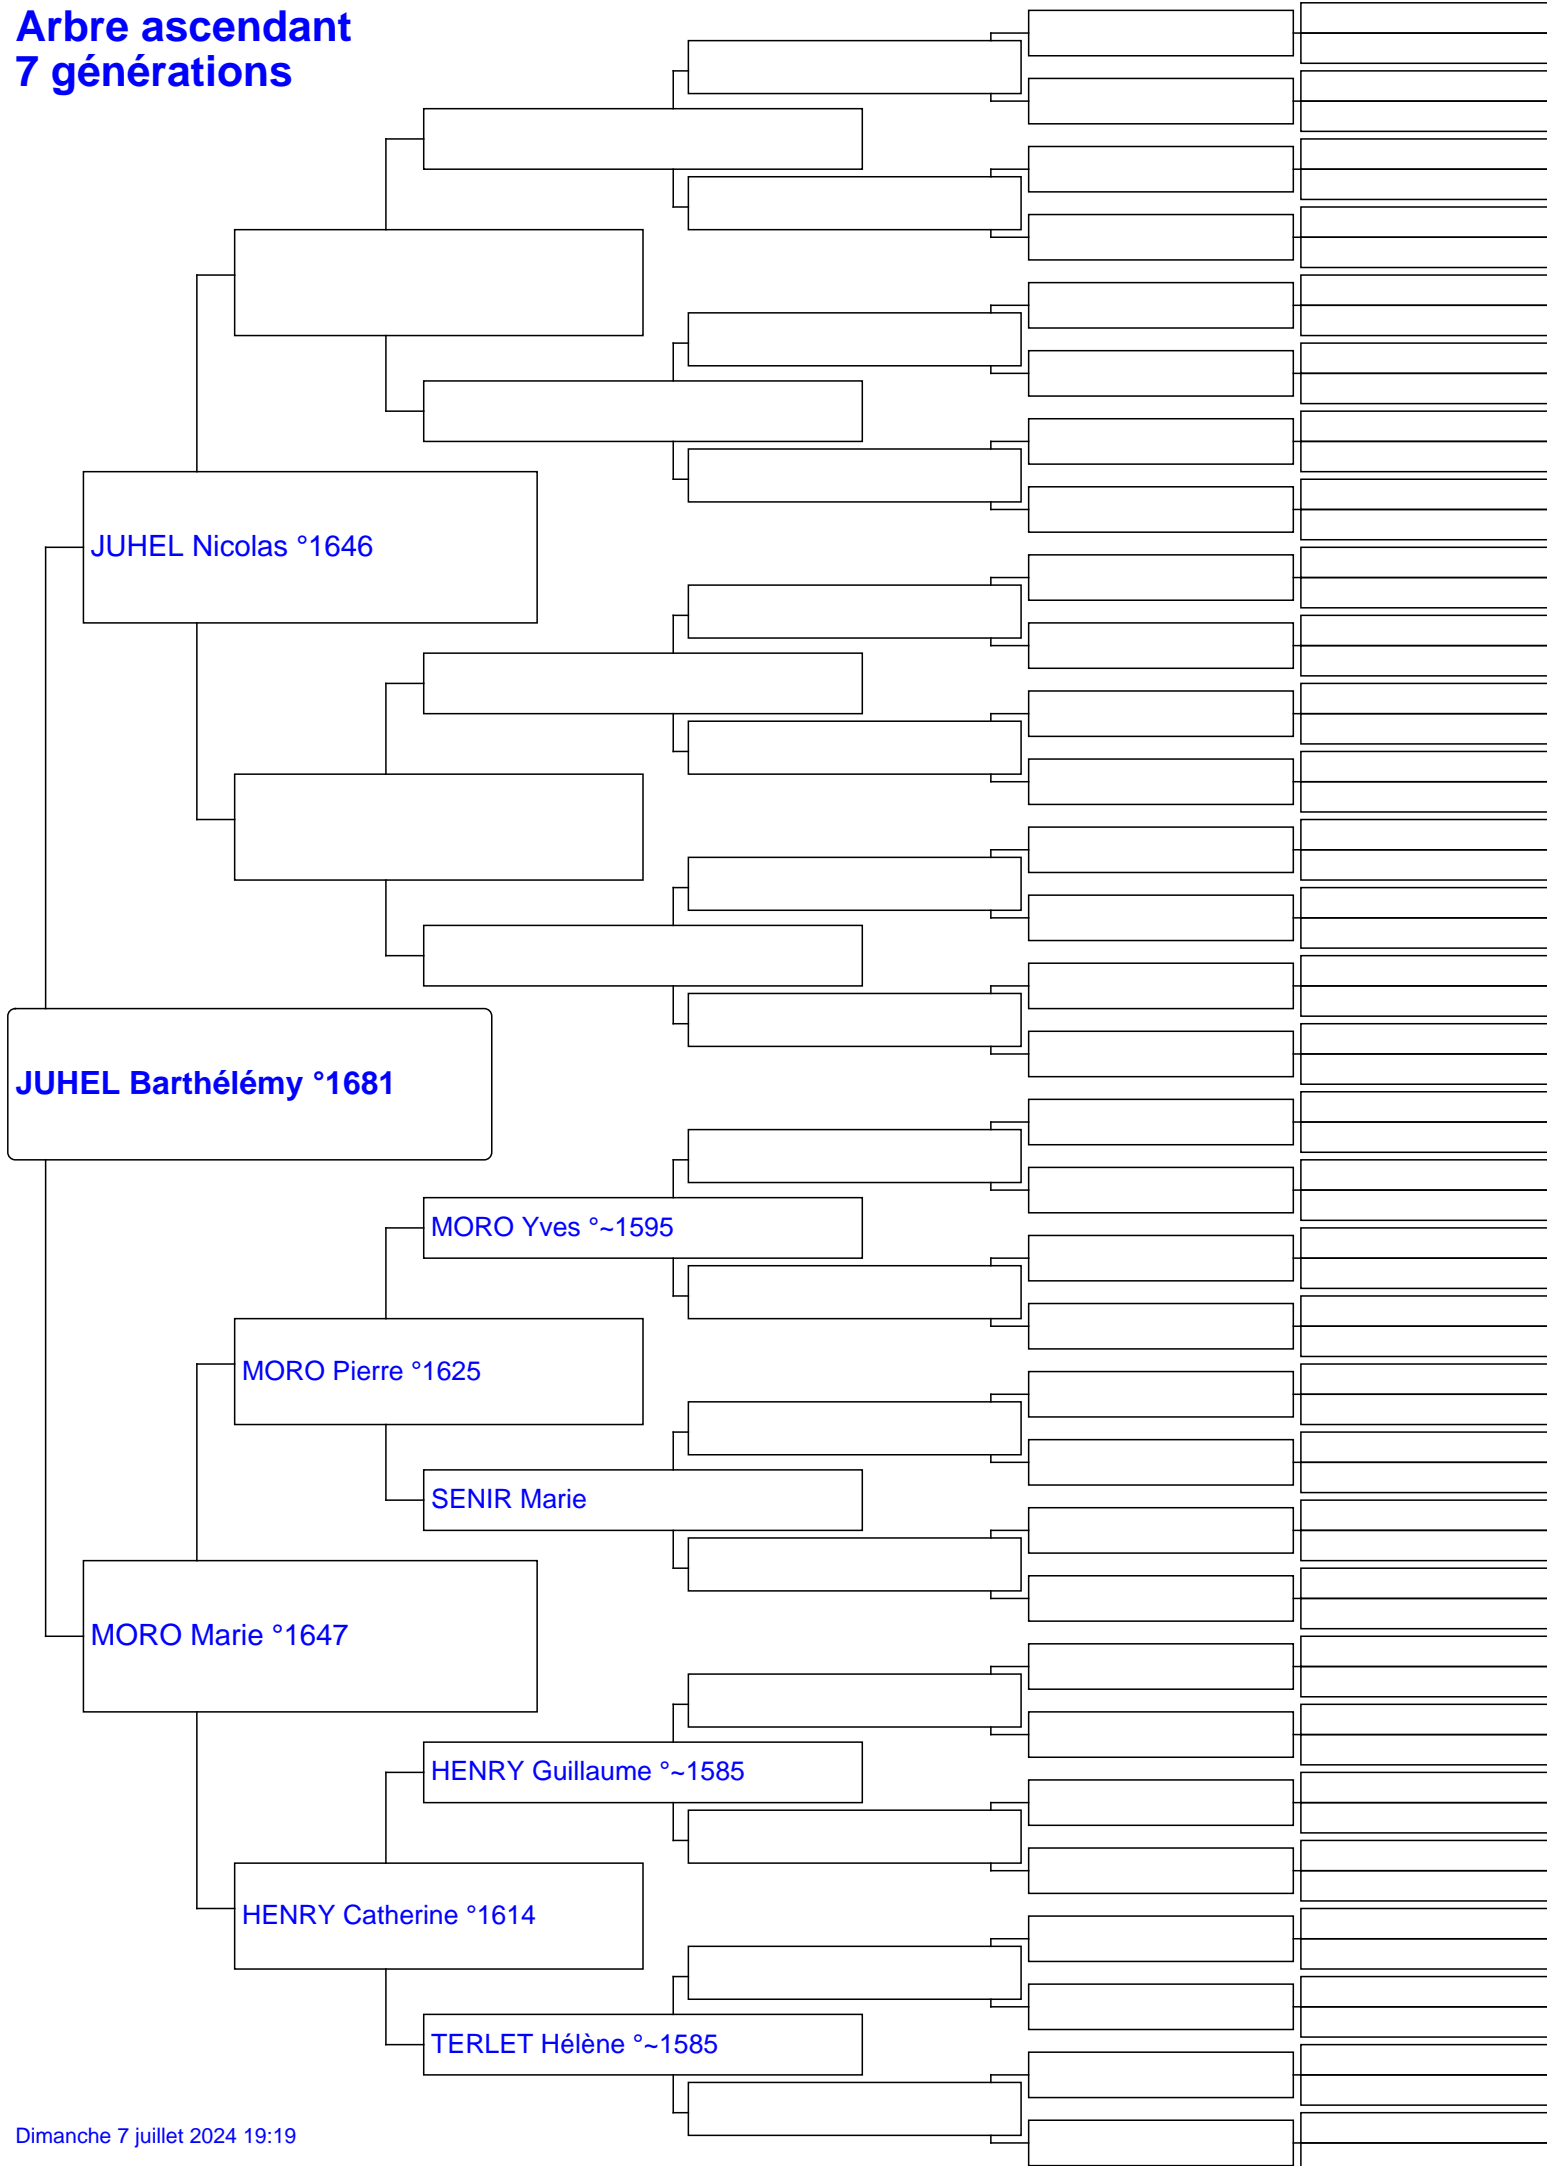 Arbre ascendant
7 générations
JUHEL Nicolas °1646
JUHEL Barthélémy °1681
MORO Yves °~1595
MORO Pierre °1625
SENIR Marie
MORO Marie °1647
HENRY Guillaume °~1585
HENRY Catherine °1614
TERLET Hélène °~1585
Dimanche 7 juillet 2024 19:19